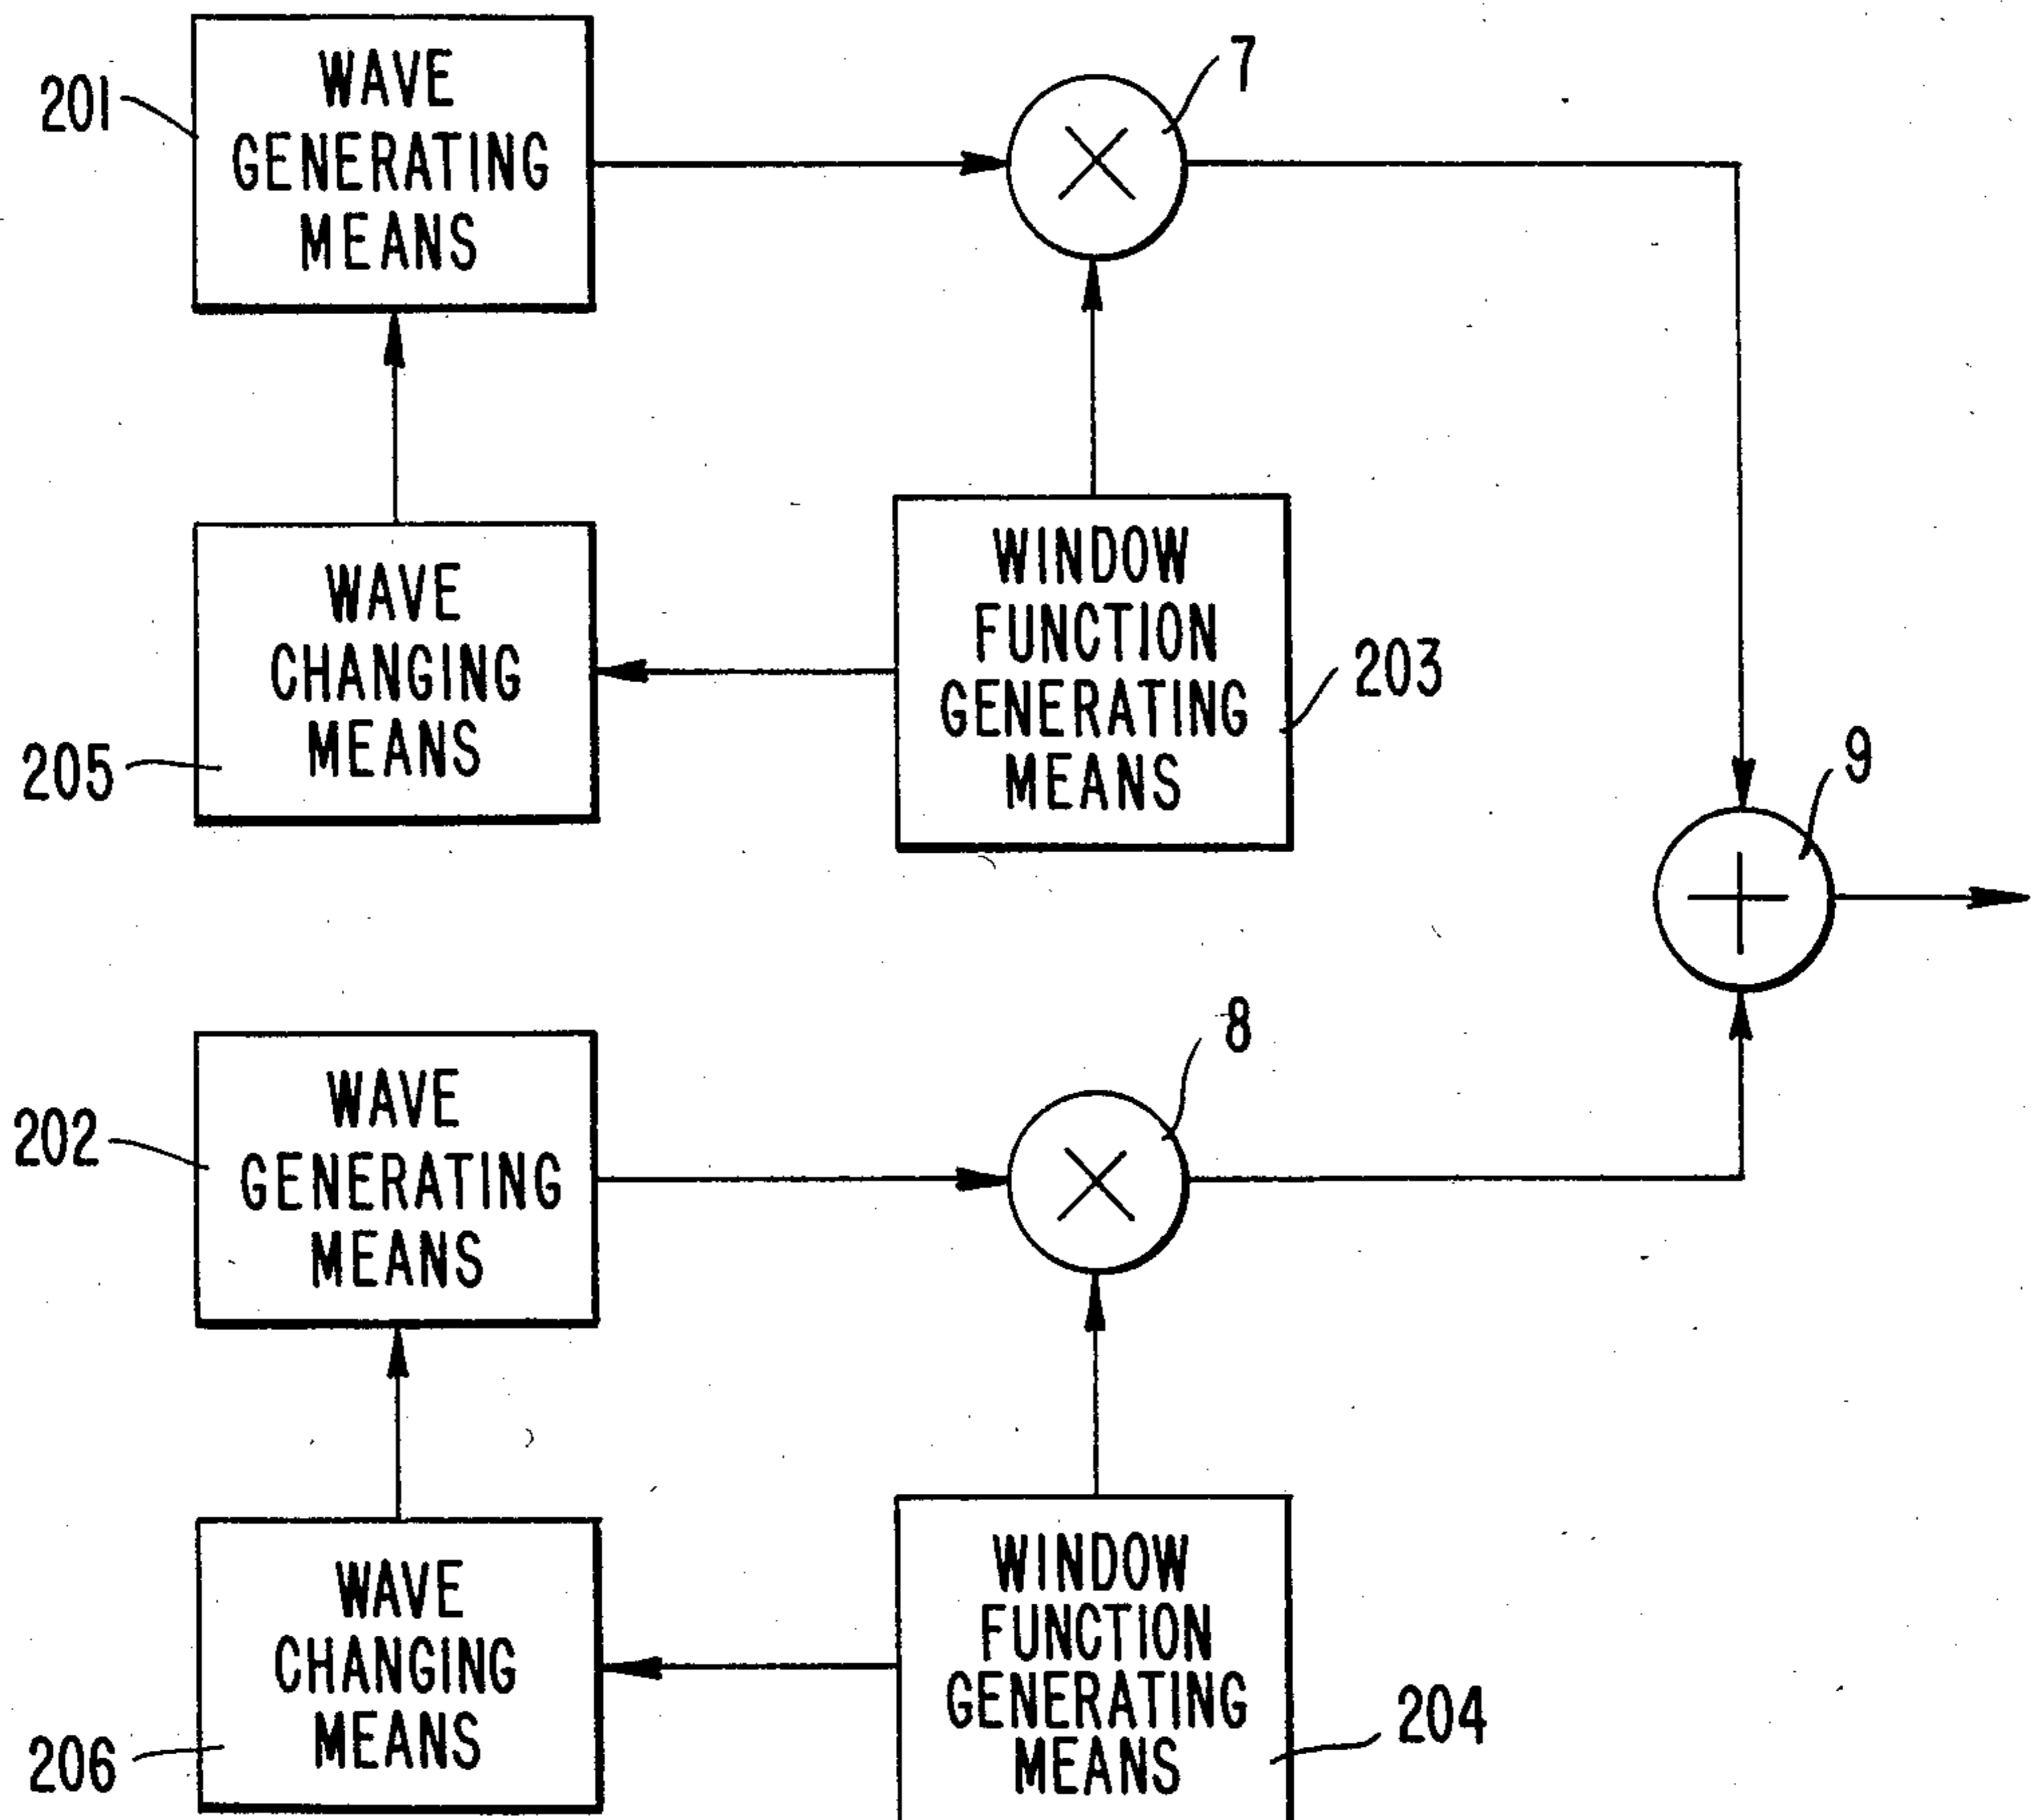 201
WAVE
GENERATING
MEANS
7
WAVE
CHANGING
MEANS
205
WINDOW
FUNCTION
GENERATING
MEANS
203
9
202
WAVE
GENERATING
MEANS
8
WAVE
CHANGING
MEANS
206
WINDOW
FUNCTION
GENERATING
MEANS
204